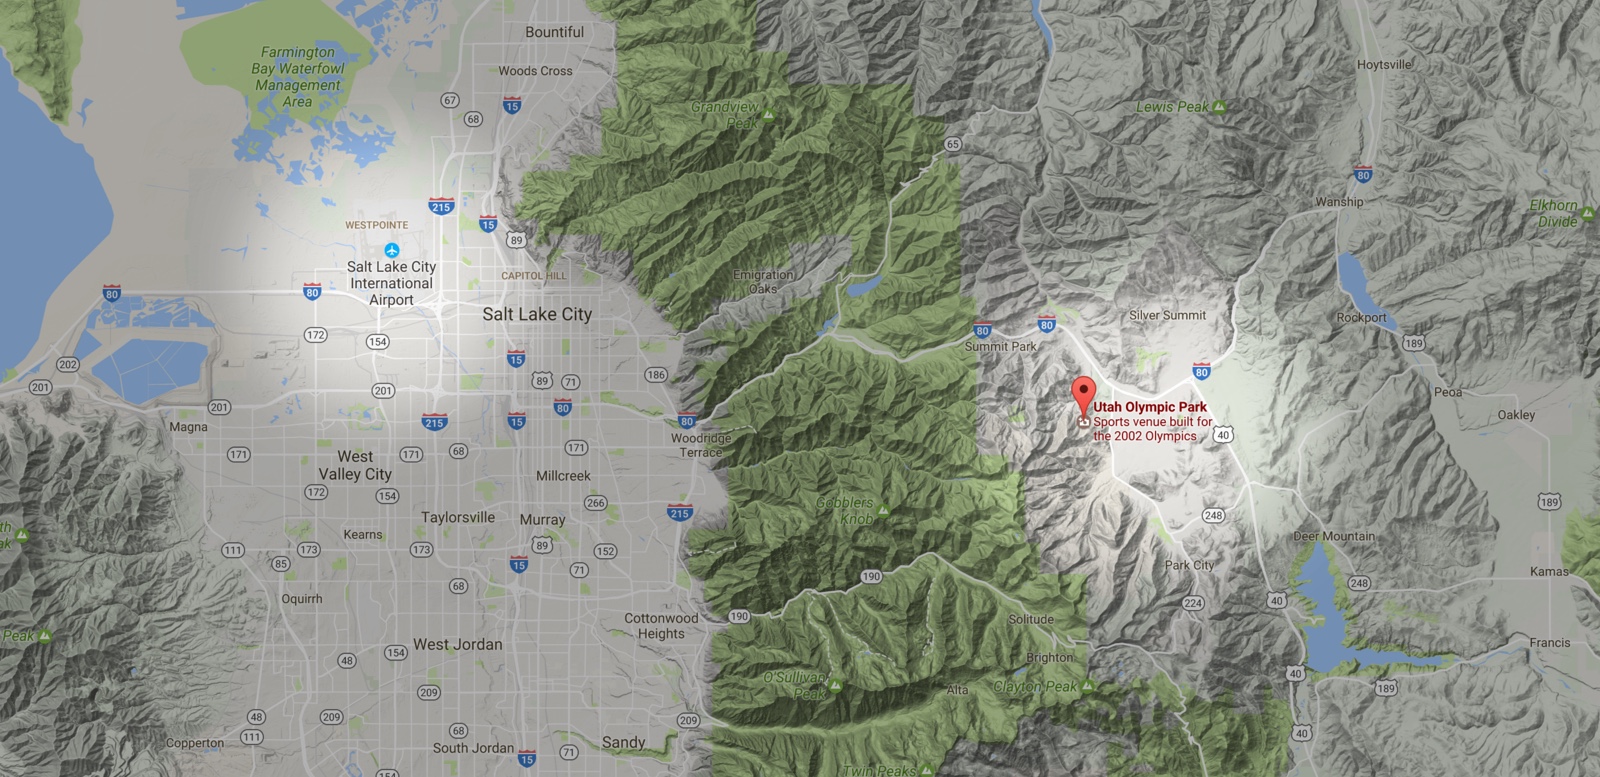 Bountiful
Farmington
Bay Waterfowl
Management
Area
Woods Cross
Hoytsville
67
15
68
Grandview
Peak
Lewis Peak
65
80
Wanship
Elkhorn
Divide
215
15
WESTPOINTE
89
Salt Lake City
International
Airport
CAPITOL HILL
Emigration
Oaks
80
80
Salt Lake City
Silver Summit
Rockport
172
154
80
80
Summit Park
189
15
202
201
89
71
186
80
201
Peoa
201
80
Utah Olympic Park
Sports venue built for
the 2002 Olympics
Oakley
Magna
215
15
80
Woodridge
Terrace
40
171
West
Valley City
171
68
171
Millcreek
172
154
266
Gobblers
Knob
189
Taylorsville
Murray
215
248
Kearns
Deer Mountain
111
173
173
89
152
85
15
71
Park City
Kamas
68
190
248
Oquirrh
224
40
190
Cottonwood
Heights
Solitude
Peak
West Jordan
Francis
48
154
Brighton
O'Sullivan
Peak
Alta
Clayton Peak
40
189
209
48
209
209
111
68
40
Copperton
South Jordan
71
Sandy
15
Twin Peaks
154